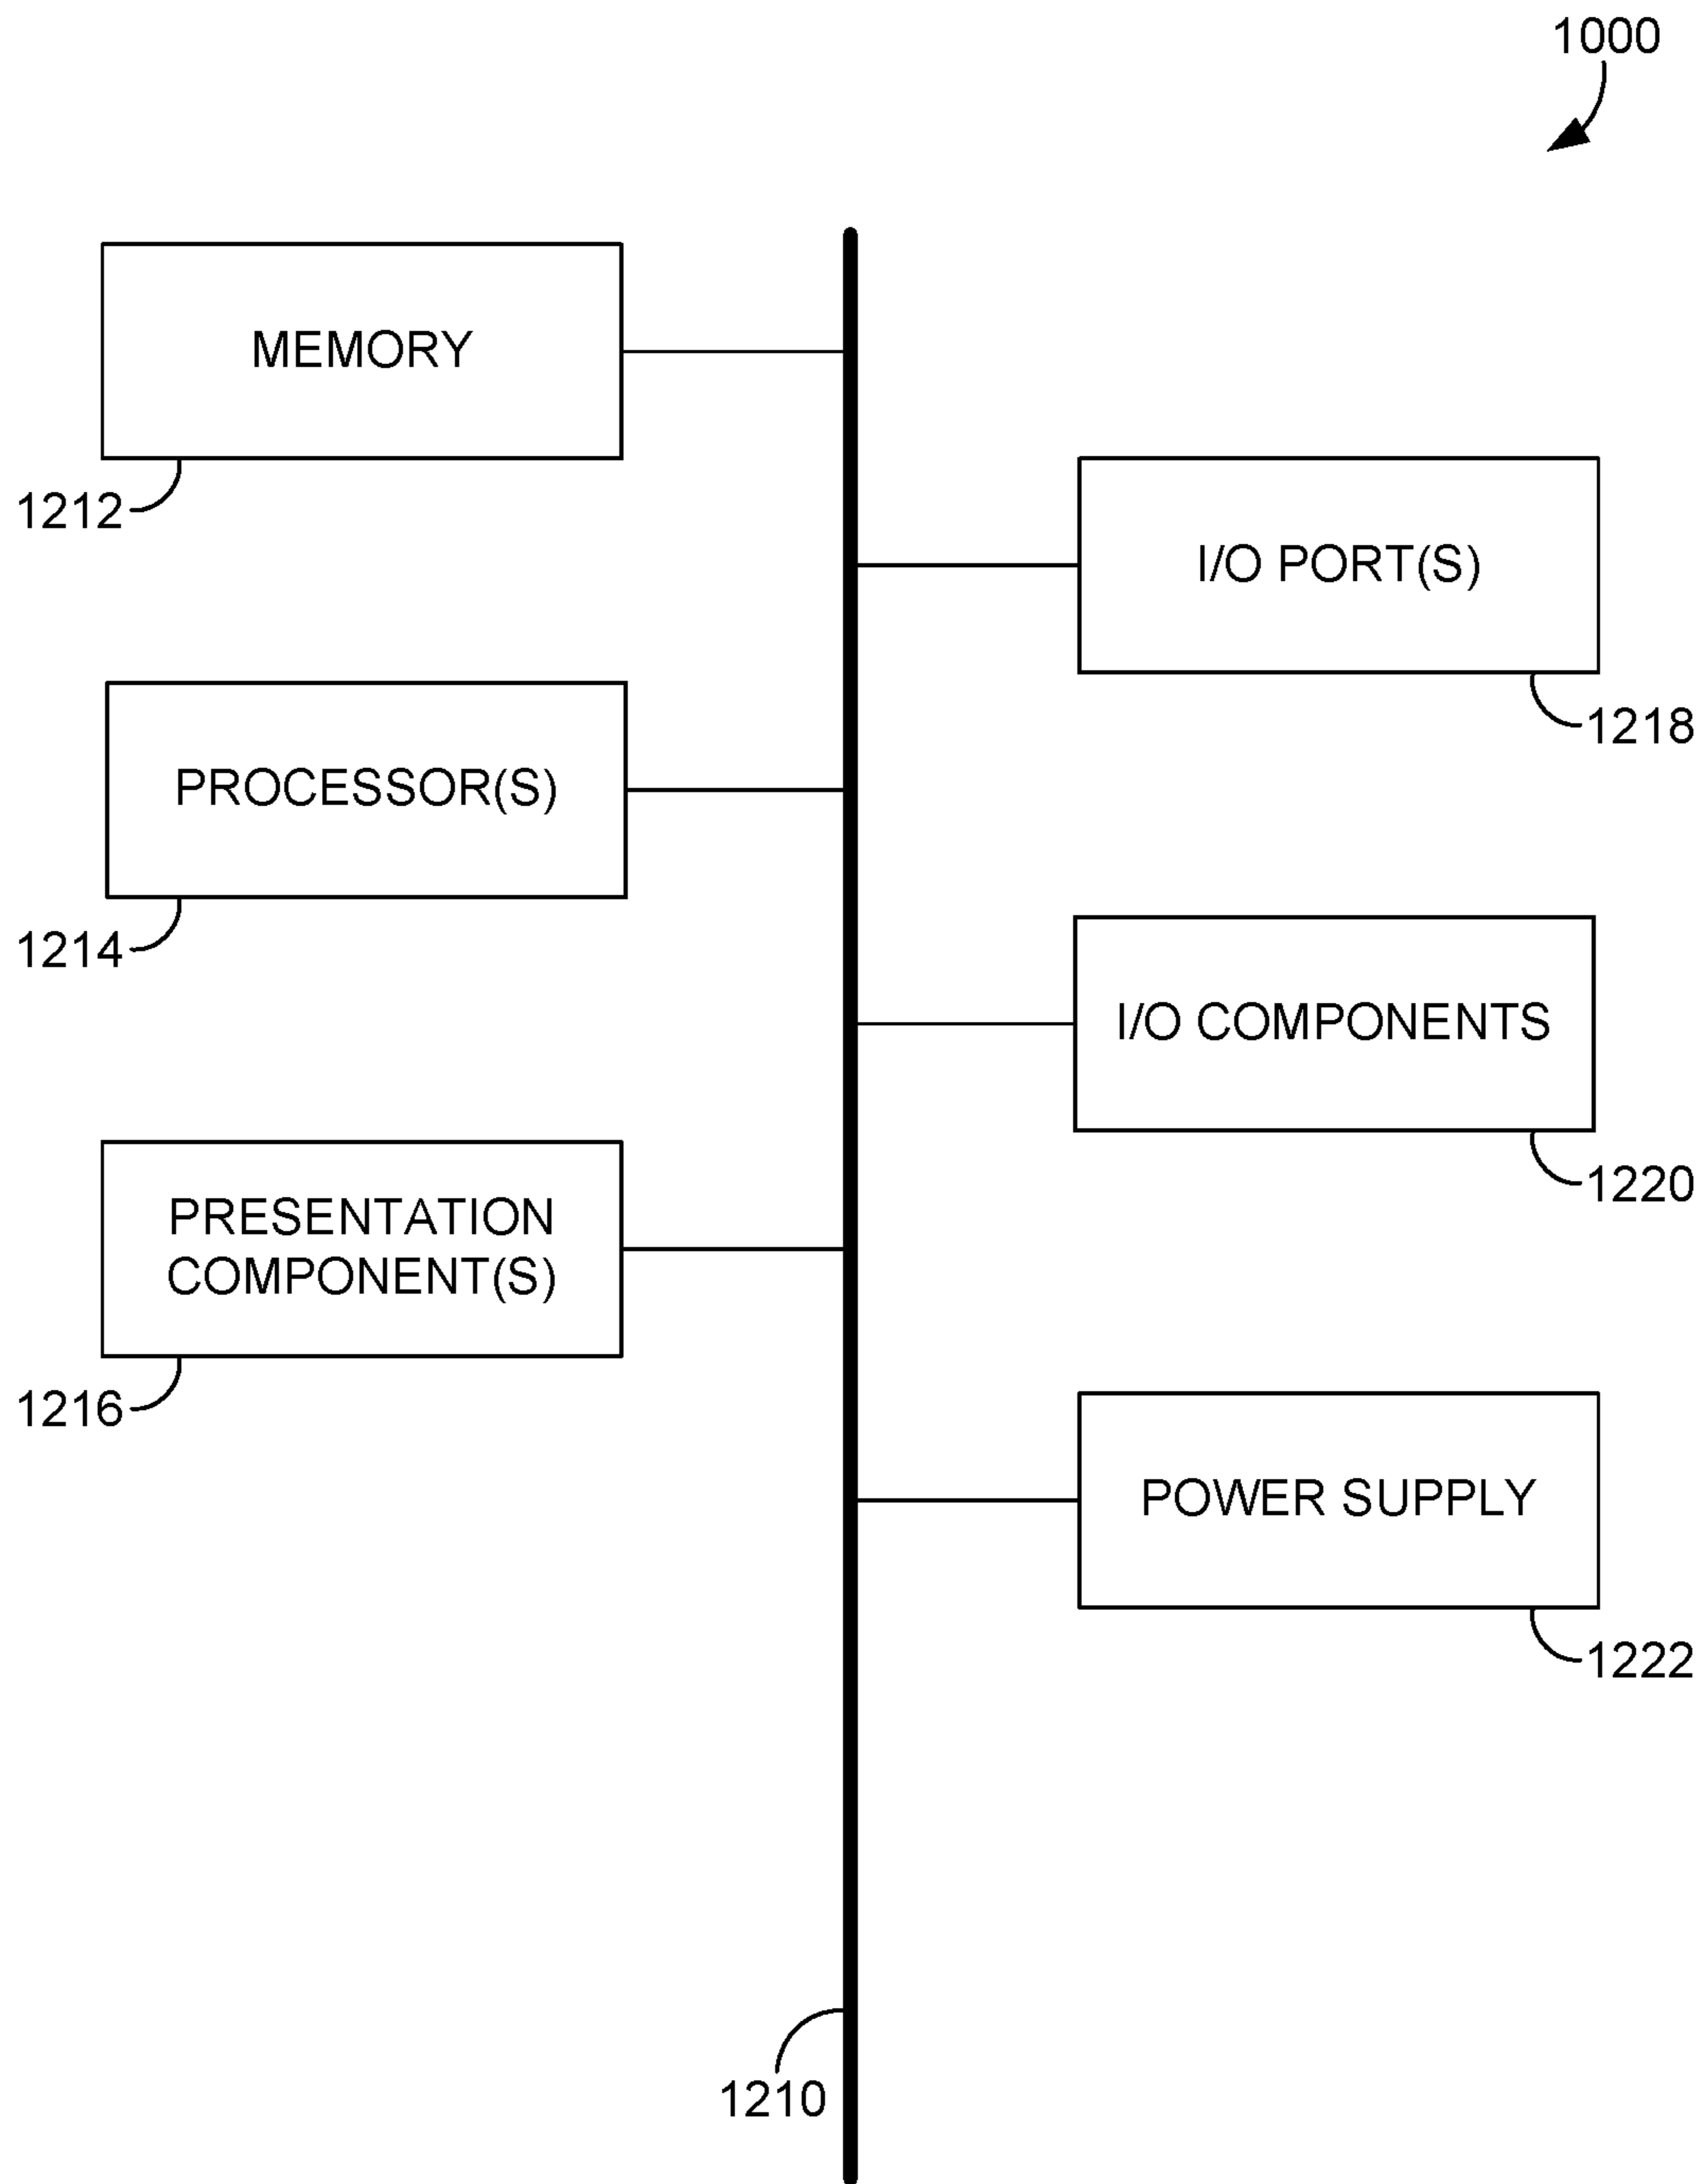 1000
MEMORY
1212
I/O PORT(S)
1218
PROCESSOR(S)
1214
I/O COMPONENTS
1220
PRESENTATION
COMPONENT(S)
1216
POWER SUPPLY
1222
1210